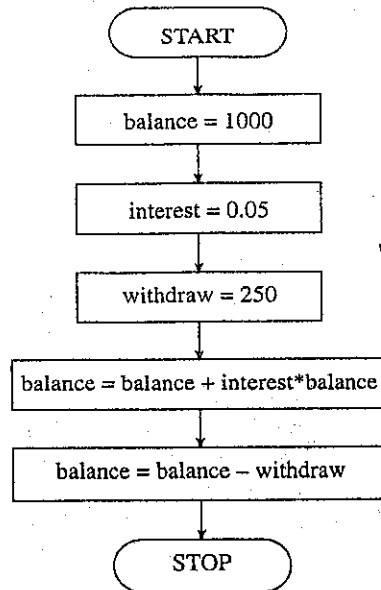 START
balance = 1000
interest = 0.05
withdraw = 250
balance = balance + interest*balance
balance = balance – withdraw
STOP